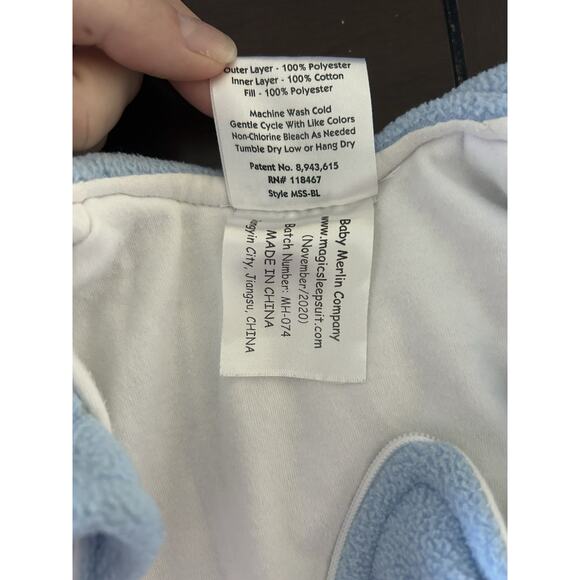 Outer Layer - 100% Polyester
Inner Layer - 100% Cotton
Fill - 100% Polyester
Machine Wash Cold
Gentle Cycle With Like Colors
Non-Chlorine Bleach As Needed
Tumble Dry Low or Hang Dry
Patent No. 8,943,615
RN# 118467
Style MSS-BL
Baby Merlin Company
www.magicsleepsuit.com
(November/2020)
Batch Number: MH-074
MADE IN CHINA
City, Jiangsu, CHINA